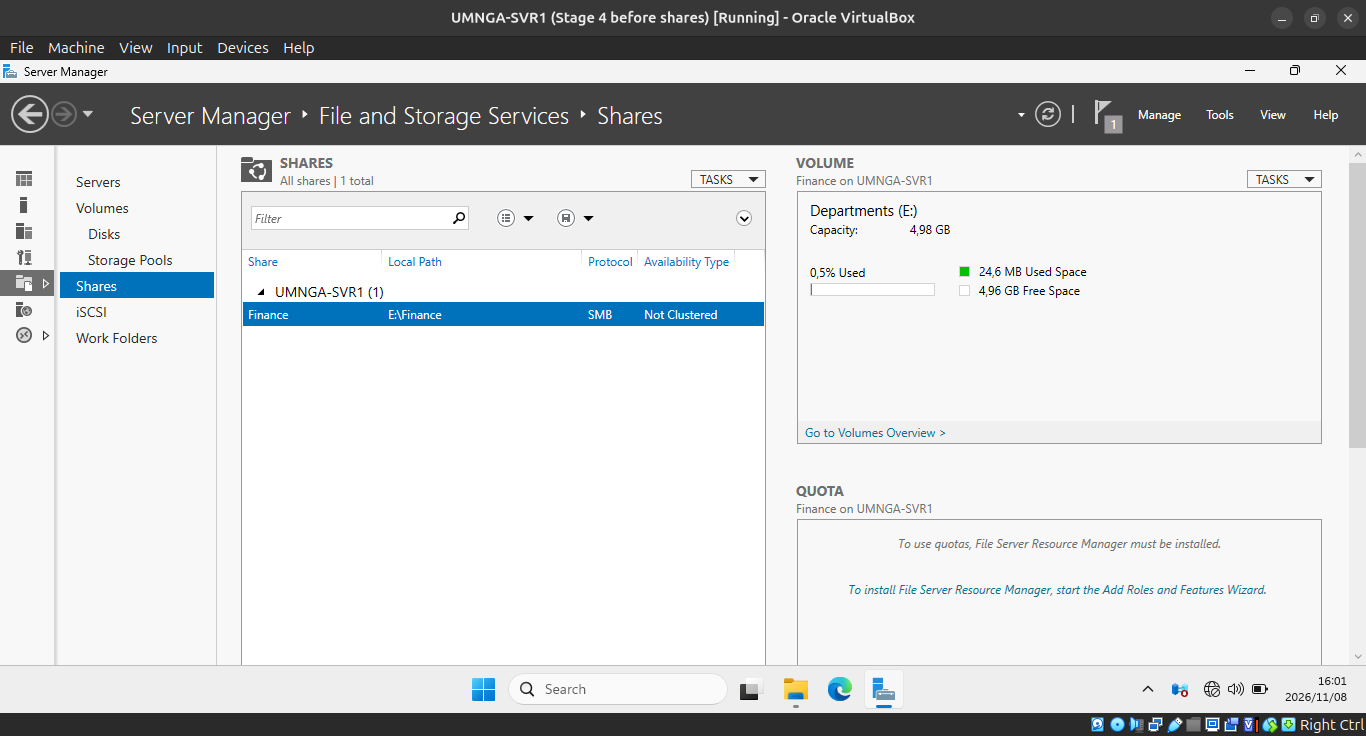 UMNGA-SVR1 (Stage 4 before shares) [Running] - Oracle VirtualBox
File Machine View Input Devices Help
Server Manager
Server Manager ‣ File and Storage Services ‣ Shares
1
Manage Tools View Help
Servers
Volumes
Disks
Storage Pools
Shares
iSCSI
Work Folders
SHARES
All shares | 1 total
TASKS
Filter
Share Local Path Protocol Availability Type
UMNGA-SVR1 (1)
Finance E:\Finance SMB Not Clustered
VOLUME
Finance on UMNGA-SVR1
TASKS
Departments (E:)
Capacity: 4,98 GB
0,5% Used
24,6 MB Used Space
4,96 GB Free Space
Go to Volumes Overview >
QUOTA
Finance on UMNGA-SVR1
To use quotas, File Server Resource Manager must be installed.
To install File Server Resource Manager, start the Add Roles and Features Wizard.
Search
16:01
2026/11/08
Right Ctrl